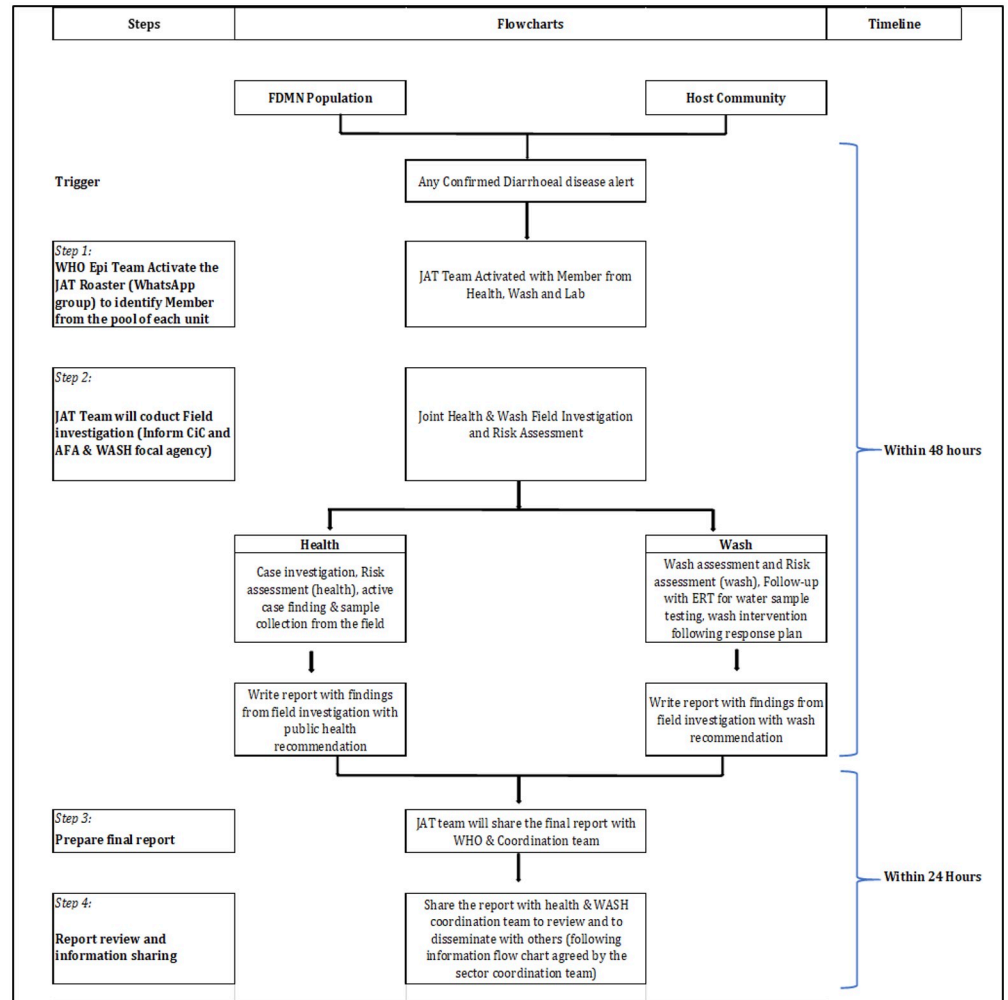 Steps
Flowcharts
Timeline
FDMN Population
Host Community
Trigger
Any Confirmed Diarrhoeal disease alert
Step 1:
WHO Epi Team Activate the
JAT Roaster (WhatsApp
group) to identify Member
from the pool of each unit
JAT Team Activated with Member from
Health, Wash and Lab
Step 2:
JAT Team will coduct Field
investigation (Inform CiC and
AFA & WASH focal agency)
Joint Health & Wash Field Investigation
and Risk Assessment
Within 48 hours
Health
Case investigation, Risk
assessment (health), active
case finding & sample
collection from the field
Wash
Wash assessment and Risk
assessment (wash), Follow-up
with ERT for water sample
testing, wash intervention
following response plan
Write report with findings
from field investigation with
public health
recommendation
Write report with findings from
field investigation with wash
recommendation
Step 3:
Prepare final report
JAT team will share the final report with
WHO & Coordination team
Within 24 Hours
Step 4:
Report review and
information sharing
Share the report with health & WASH
coordination team to review and to
disseminate with others (following
information flow chart agreed by the
sector coordination team)